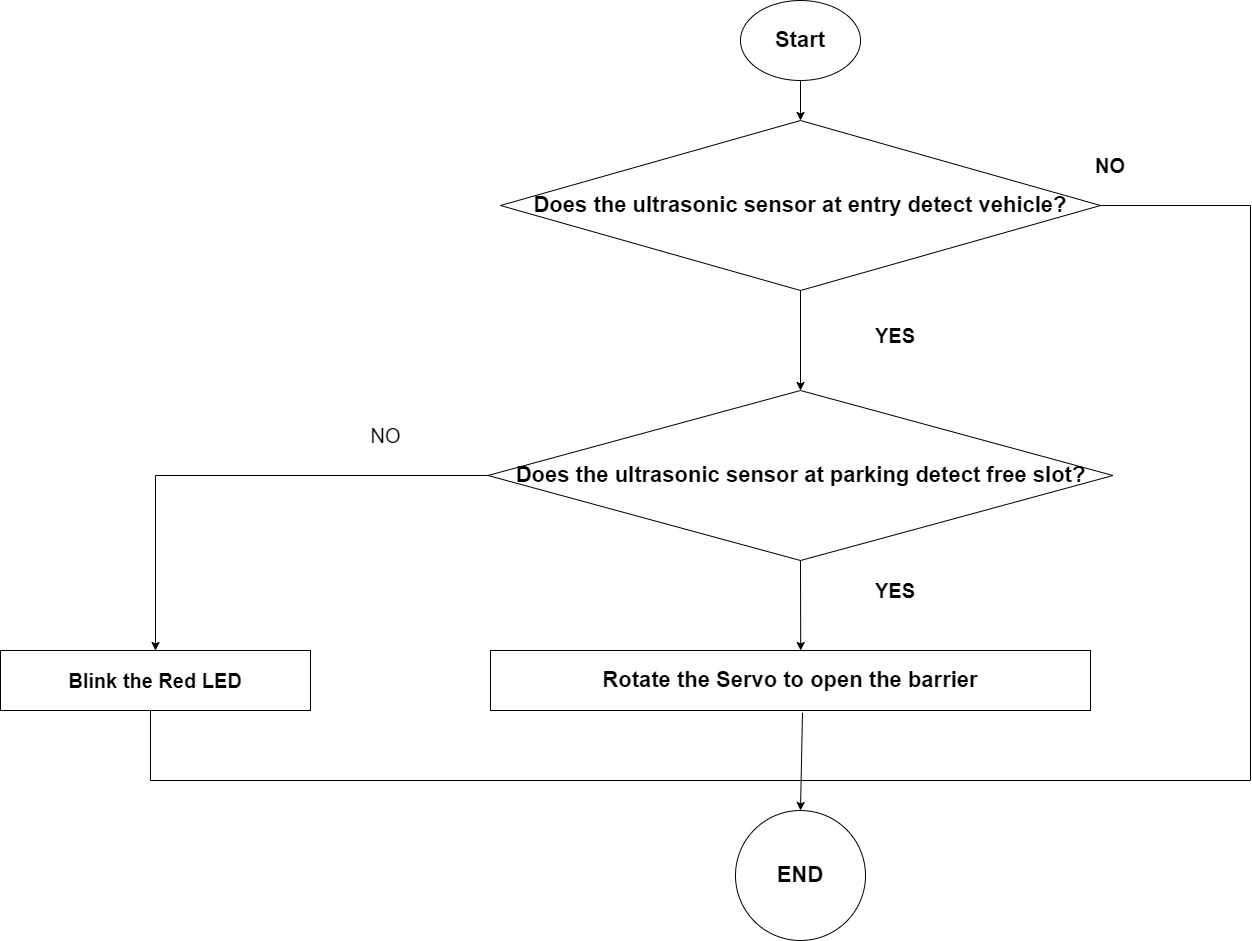 Start
NO
Does the ultrasonic sensor at entry detect vehicle?
YES
NO
Does the ultrasonic sensor at parking detect free slot?
YES
Blink the Red LED
Rotate the Servo to open the barrier
END